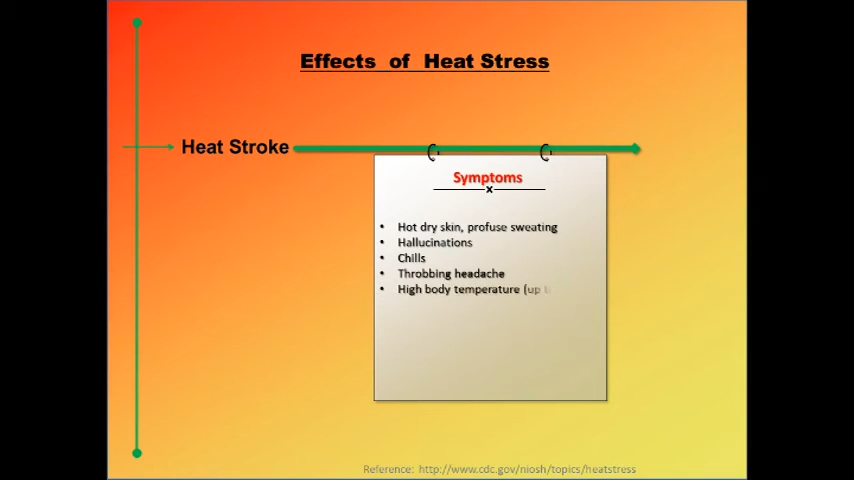 Effects of Heat Stress
Heat Stroke
Symptoms
x
• Hot dry skin, profuse sweating
• Hallucinations
• Chills
• Throbbing headache
• High body temperature (up
Reference: http://www.cdc.gov/niosh/topics/heatstress